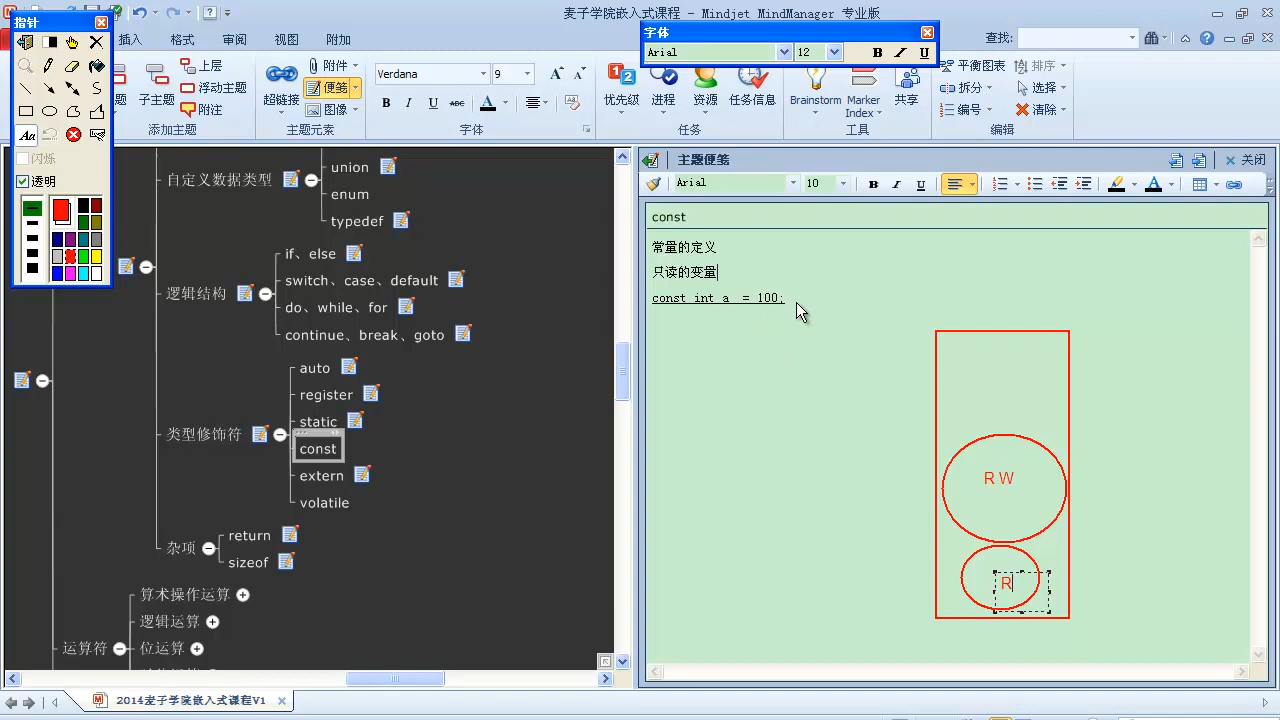 指针
麦子学院嵌入式课程 - Mindjet MindManager 专业版
插入 格式 审阅 视图 附加
字体
查找:
Arial 12 B I U
上层
浮动主题
附注
子主题
添加主题
超链接
附件
便笺
图像
主题元素
Verdana 9
B I U ABC A
字体
优先级 进程 资源 任务信息
任务
Brainstorm Marker Index 共享
工具
平衡图表 排序
拆分 选择
编号 清除
编辑
Aa
闪烁
透明
自定义数据类型
union
enum
typedef
逻辑结构
if、else
switch、case、default
do、while、for
continue、break、goto
类型修饰符
auto
register
static
const
extern
volatile
杂项
return
sizeof
运算符
算术操作运算
逻辑运算
位运算
主题便笺 关闭
Arial 10 B I U
const
常量的定义
只读的变量
const int a = 100;
R W
R
2014麦子学院嵌入式课程V1